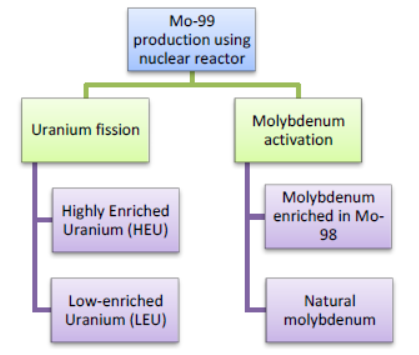 Mo-99
production using
nuclear reactor
Uranium fission
Molybdenum
activation
Highly Enriched
Uranium (HEU)
Molybdenum
enriched in Mo-
98
Low-enriched
Uranium (LEU)
Natural
molybdenum